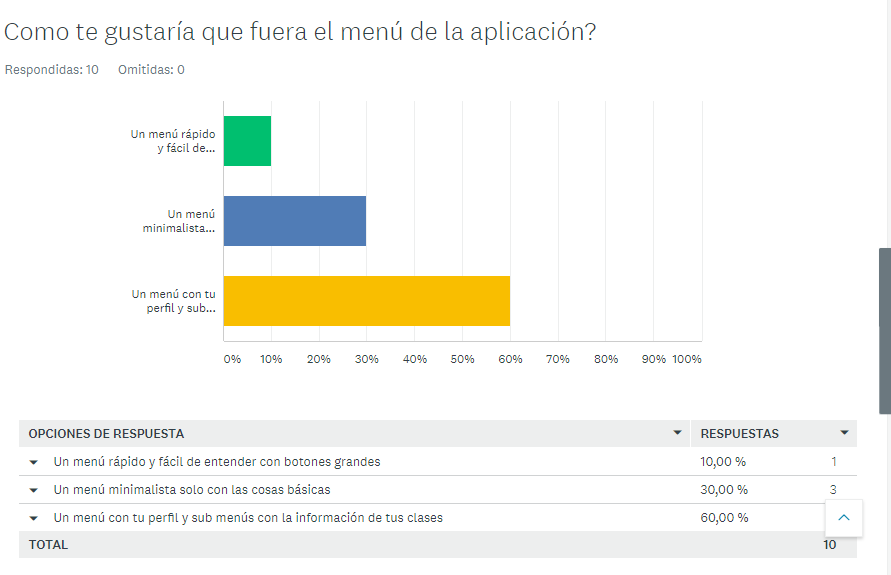 Como te gustaría que fuera el menú de la aplicación?
Respondidas: 10 Omitidas: 0
Un menú rápido
y fácil de...
Un menú
minimalista...
Un menú con tu
perfil y sub...
0% 10% 20% 30% 40% 50% 60% 70% 80% 90% 100%
OPCIONES DE RESPUESTA RESPUESTAS
Un menú rápido y fácil de entender con botones grandes 10,00 % 1
Un menú minimalista solo con las cosas básicas 30,00 % 3
Un menú con tu perfil y sub menús con la información de tus clases 60,00 %
TOTAL 10